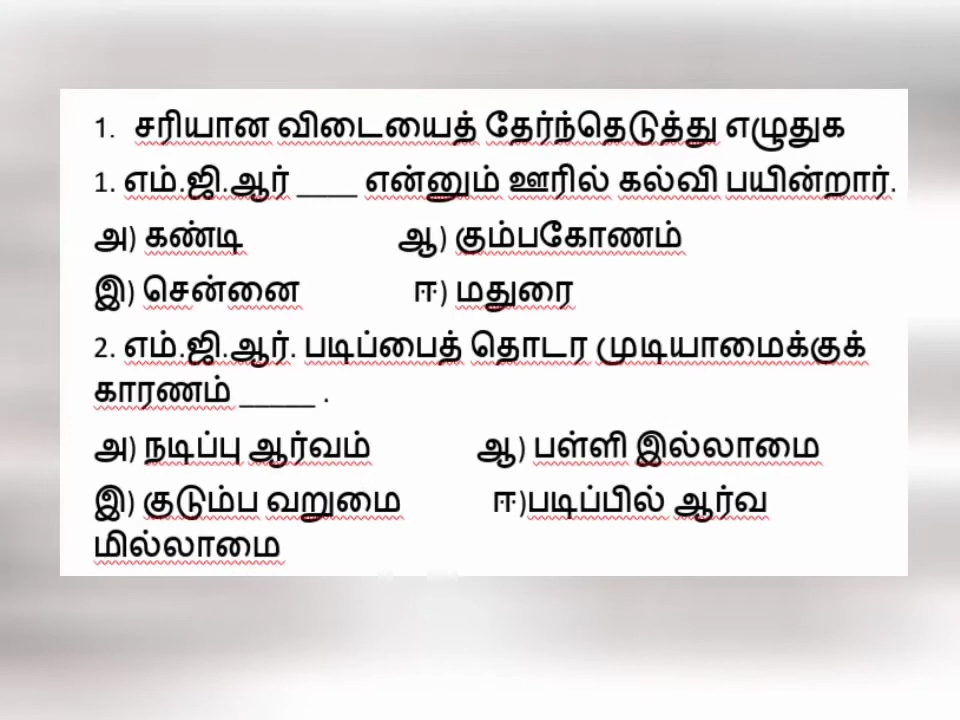 1. சரியான விடையைத் தேர்ந்தெடுத்து எழுதுக
1. எம்.ஜி.ஆர் ____ என்னும் ஊரில் கல்வி பயின்றார்.
அ) கண்டி ஆ) கும்பகோணம்
இ) சென்னை ஈ) மதுரை
2. எம்.ஜி.ஆர். படிப்பைத் தொடர முடியாமைக்குக்
காரணம் _____ .
அ) நடிப்பு ஆர்வம் ஆ) பள்ளி இல்லாமை
இ) குடும்ப வறுமை ஈ)படிப்பில் ஆர்வ
மில்லாமை